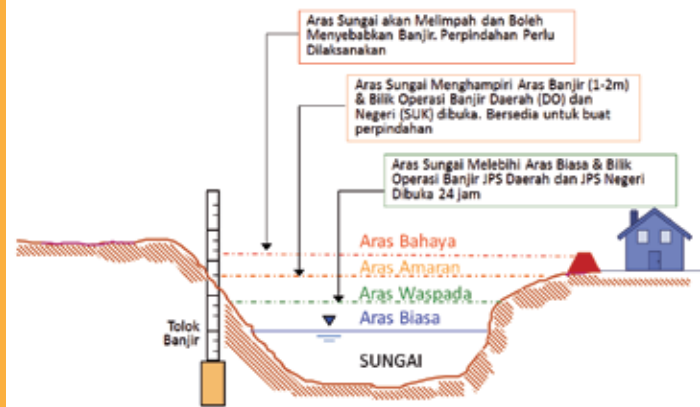 Aras Sungai akan Melimpah dan Boleh
Menyebabkan Banjir. Perpindahan Perlu
Dilaksanakan
Aras Sungai Menghampiri Aras Banjir (1-2m)
& Bilik Operasi Banjir Daerah (DO) dan
Negeri (SUK) dibuka. Bersedia untuk buat
perpindahan
Aras Sungai Melebihi Aras Biasa & Bilik
Operasi Banjir JPS Daerah dan JPS Negeri
Dibuka 24 jam
Aras Bahaya
Aras Amaran
Aras Waspada
Aras Biasa
Tolok
Banjir
SUNGAI